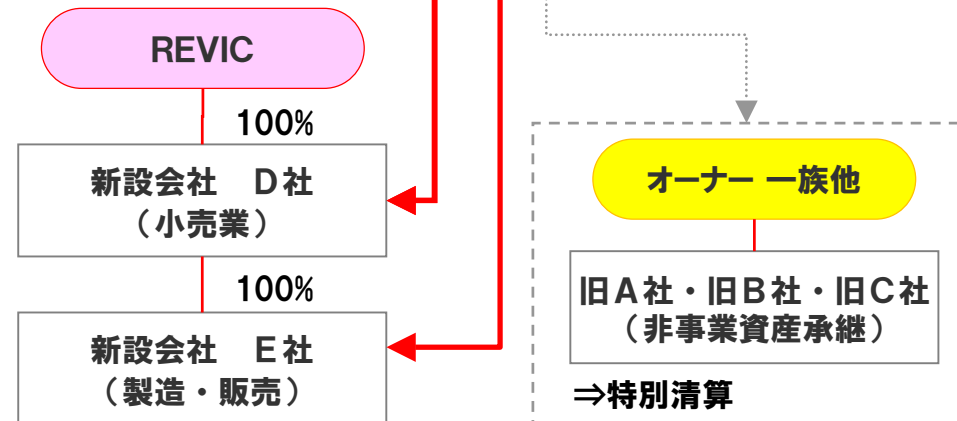 REVIC
100%
新設会社　D社
（小売業）
100%
新設会社　E社
（製造・販売）
オーナー 一族他
旧A社・旧B社・旧C社
（非事業資産承継）
⇒特別清算